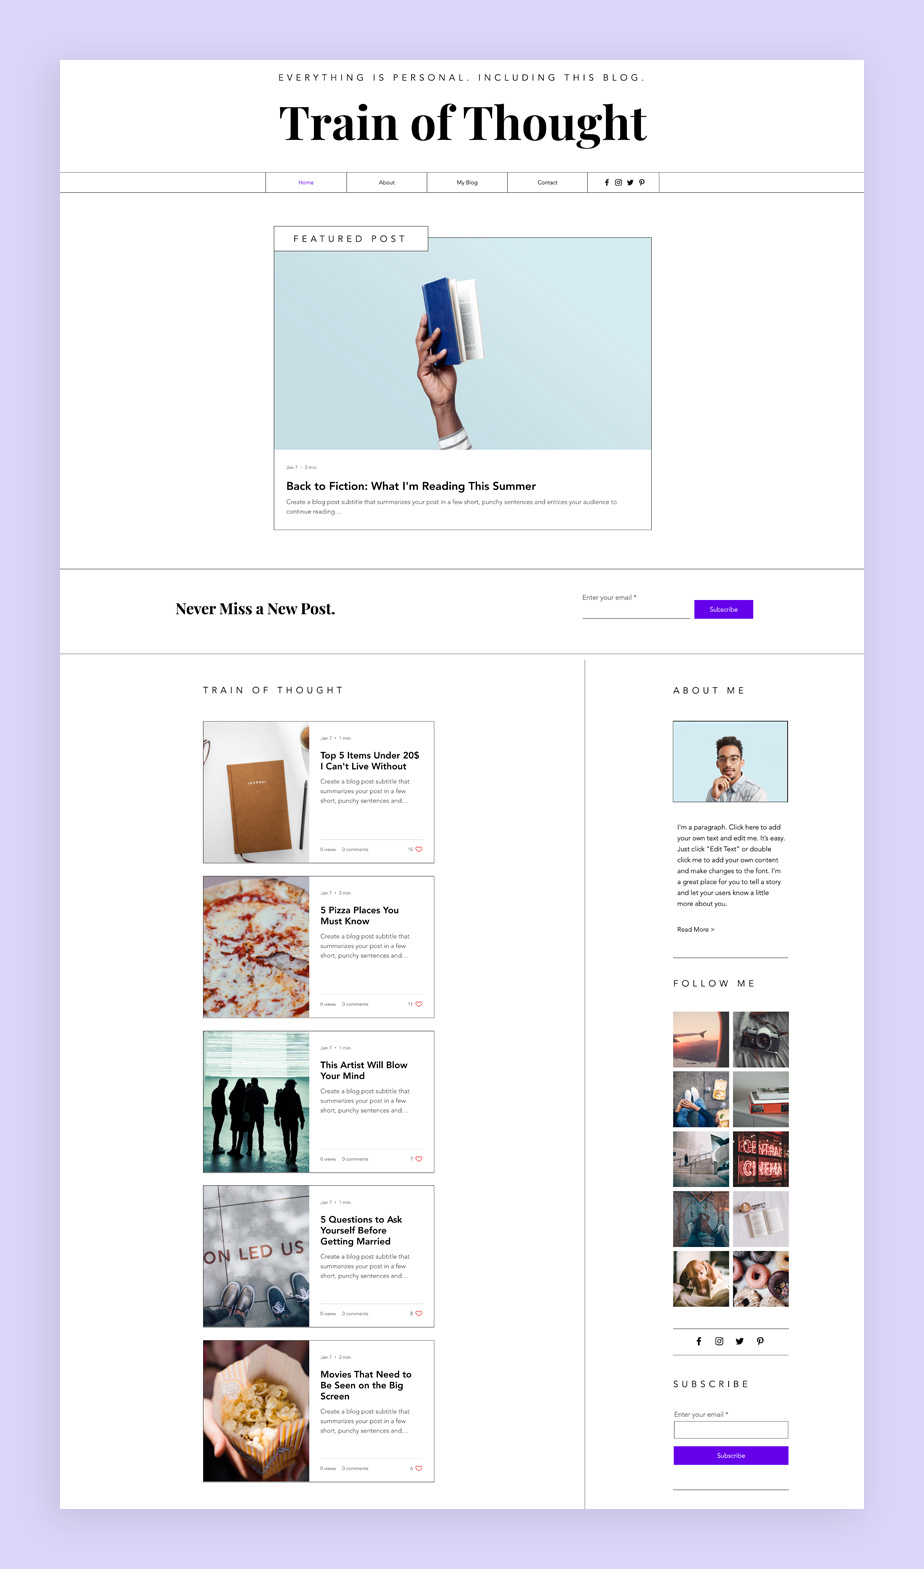 EVERYTHING IS PERSONAL. INCLUDING THIS BLOG.
Train of Thought
Home
About
My Blog
Contact
FEATURED POST
Jan 7 · 2 min
Back to Fiction: What I'm Reading This Summer
Create a blog post subtitle that summarizes your post in a few short, punchy sentences and entices your audience to
continue reading...
Never Miss a New Post.
Enter your email *
Subscribe
TRAIN OF THOUGHT
JOURNAL
Jan 7 · 1 min
Top 5 Items Under 20$
I Can't Live Without
Create a blog post subtitle that
summarizes your post in a few
short, punchy sentences and...
0 views 0 comments
15
Jan 7 · 2 min
5 Pizza Places You
Must Know
Create a blog post subtitle that
summarizes your post in a few
short, punchy sentences and...
0 views 0 comments
11
Jan 7 · 1 min
This Artist Will Blow
Your Mind
Create a blog post subtitle that
summarizes your post in a few
short, punchy sentences and...
0 views 0 comments
7
ON LED US
Jan 7 · 1 min
5 Questions to Ask
Yourself Before
Getting Married
Create a blog post subtitle that
summarizes your post in a few
short, punchy sentences and...
0 views 0 comments
8
Jan 7 · 2 min
Movies That Need to
Be Seen on the Big
Screen
Create a blog post subtitle that
summarizes your post in a few
short, punchy sentences and...
0 views 0 comments
6
ABOUT ME
I'm a paragraph. Click here to add
your own text and edit me. It's easy.
Just click "Edit Text" or double
click me to add your own content
and make changes to the font. I'm
a great place for you to tell a story
and let your users know a little
more about you.
Read More >
FOLLOW ME
SUBSCRIBE
Enter your email *
Subscribe